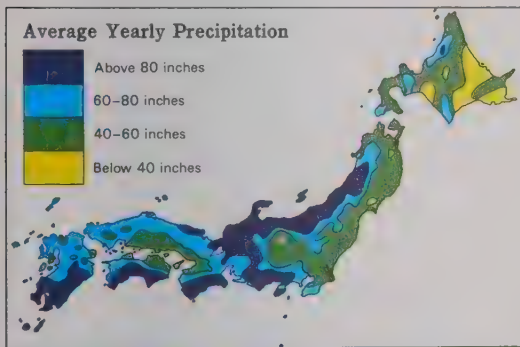 Average Yearly Precipitation
Above 80 inches
60–80 inches
40–60 inches
Below 40 inches